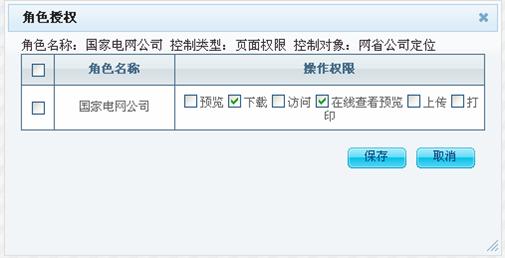 角色授权
角色名称：国家电网公司 控制类型：页面权限 控制对象：网省公司定位
角色名称 操作权限
国家电网公司 预览 下载 访问 在线查看预览 上传 打
印
保存 取消